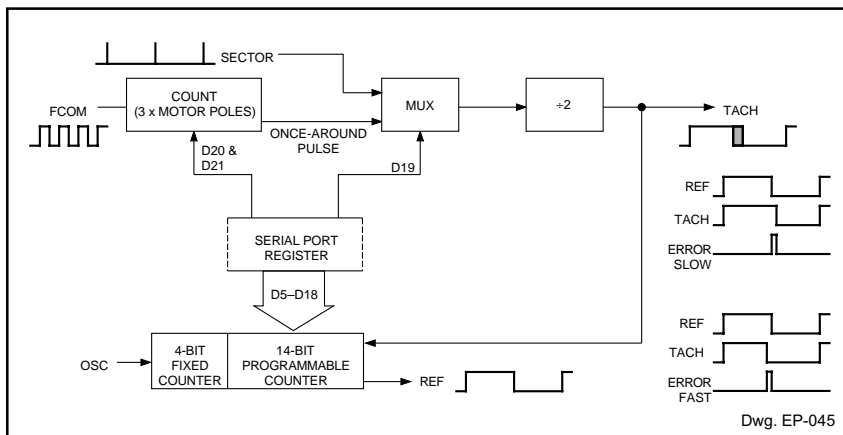 SECTOR
FCOM
COUNT
(3 x MOTOR POLES)
MUX
÷2
TACH
ONCE-AROUND
PULSE
D20 &
D21
D19
REF
TACH
ERROR
SLOW
SERIAL PORT
REGISTER
D5–D18
REF
TACH
ERROR
FAST
OSC
4-BIT
FIXED
COUNTER
14-BIT
PROGRAMMABLE
COUNTER
REF
Dwg. EP-045